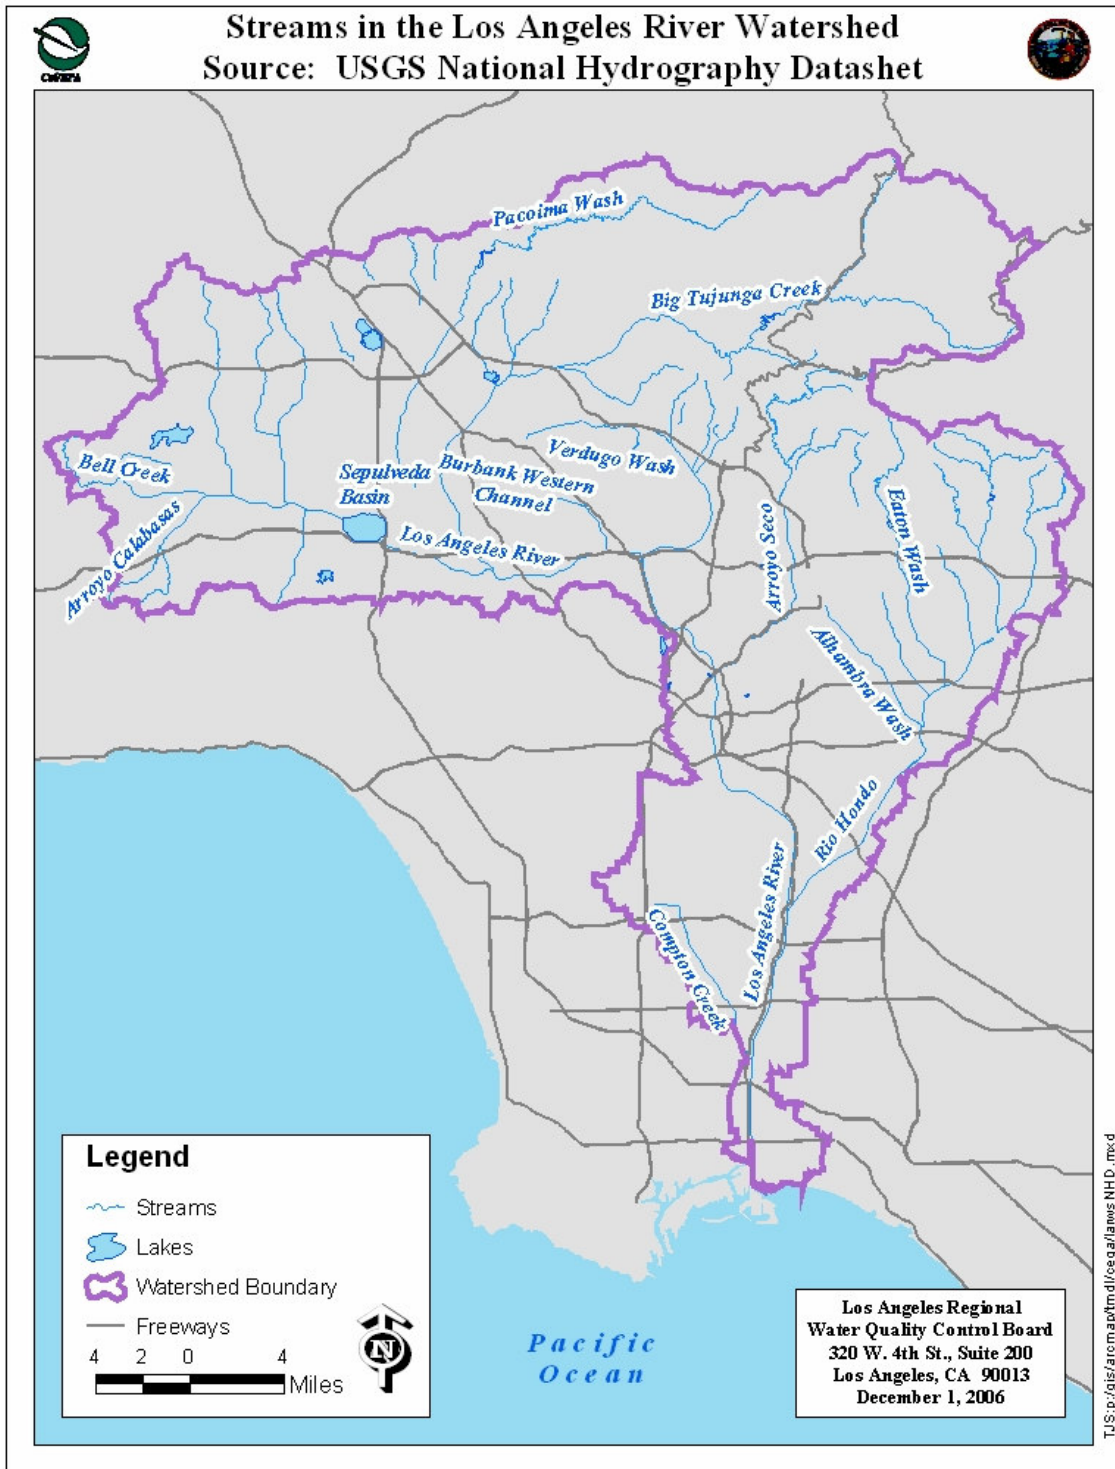 Streams in the Los Angeles River Watershed
Source: USGS National Hydrography Datashet
Pacoima Wash
Big Tujunga Creek
Verdugo Wash
Bell Creek
Sepulveda
Basin
Burbank Western
Channel
Los Angeles River
Arroyo Calabasas
Arroyo Seco
Eaton Wash
Alhambra Wash
Rio Hondo
Los Angeles River
Compton Creek
Legend
Streams
Lakes
Watershed Boundary
Freeways
4 2 0 4
Miles
N
Pacific
Ocean
Los Angeles Regional
Water Quality Control Board
320 W. 4th St., Suite 200
Los Angeles, CA 90013
December 1, 2006